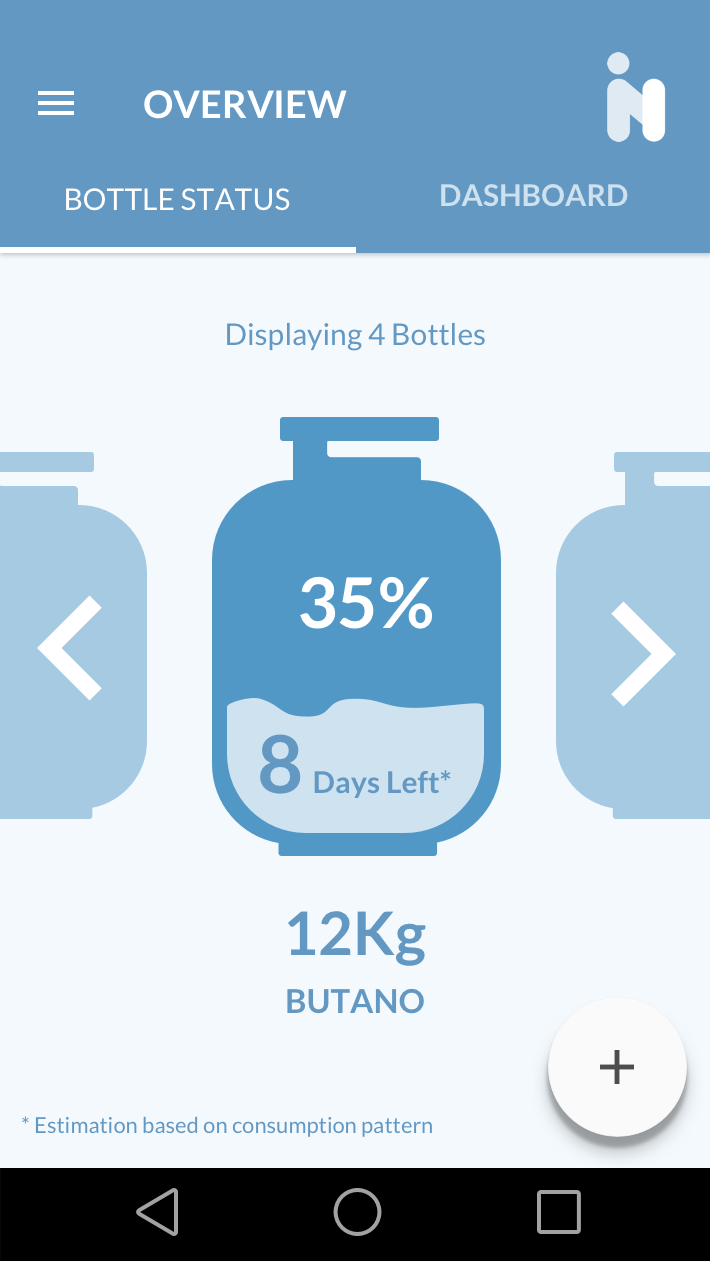 OVERVIEW
BOTTLE STATUS
DASHBOARD
Displaying 4 Bottles
35%
8 Days Left*
12Kg
BUTANO
* Estimation based on consumption pattern